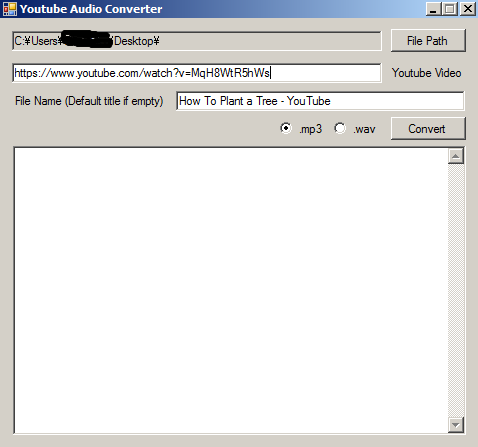 Youtube Audio Converter
C:¥Users¥ Desktop¥ File Path
https://www.youtube.com/watch?v=MqH8WtR5hWs Youtube Video
File Name (Default title if empty) How To Plant a Tree - YouTube
.mp3 .wav Convert